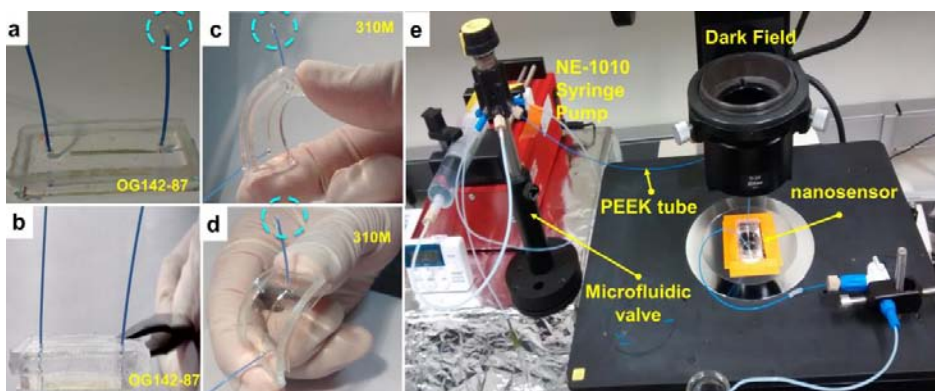 a
OG142-87
b
OG142-87
c
310M
d
310M
e
Dark Field
NE-1010
Syringe
Pump
PEEK tube
nanosensor
Microfluidic
valve